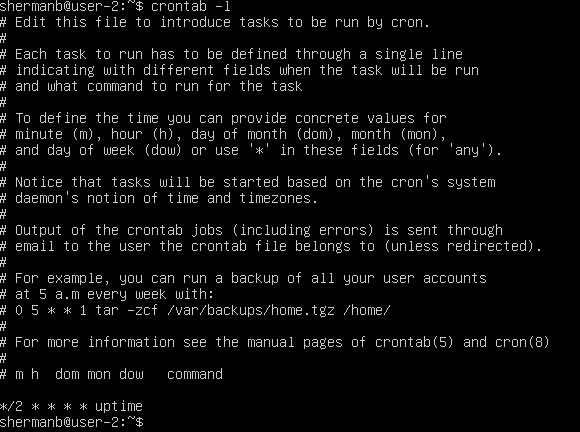 shermanb@user-2:~$ crontab -l
# Edit this file to introduce tasks to be run by cron.
#
# Each task to run has to be defined through a single line
# indicating with different fields when the task will be run
# and what command to run for the task
#
# To define the time you can provide concrete values for
# minute (m), hour (h), day of month (dom), month (mon),
# and day of week (dow) or use '*' in these fields (for 'any').
#
# Notice that tasks will be started based on the cron's system
# daemon's notion of time and timezones.
#
# Output of the crontab jobs (including errors) is sent through
# email to the user the crontab file belongs to (unless redirected).
#
# For example, you can run a backup of all your user accounts
# at 5 a.m every week with:
# 0 5 * * 1 tar -zcf /var/backups/home.tgz /home/
#
# For more information see the manual pages of crontab(5) and cron(8)
#
# m h  dom mon dow   command

*/2 * * * * uptime
shermanb@user-2:~$